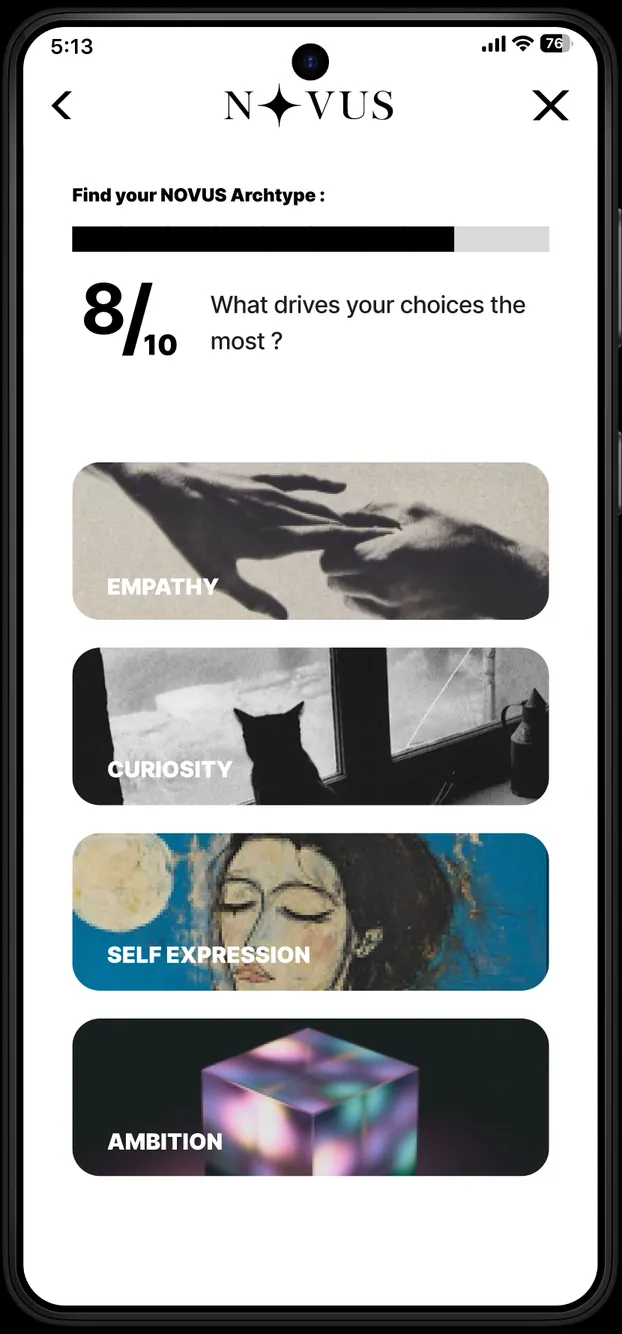 5:13
76
N✦VUS
Find your NOVUS Archtype :
8/10
What drives your choices the
most ?
EMPATHY
CURIOSITY
SELF EXPRESSION
AMBITION